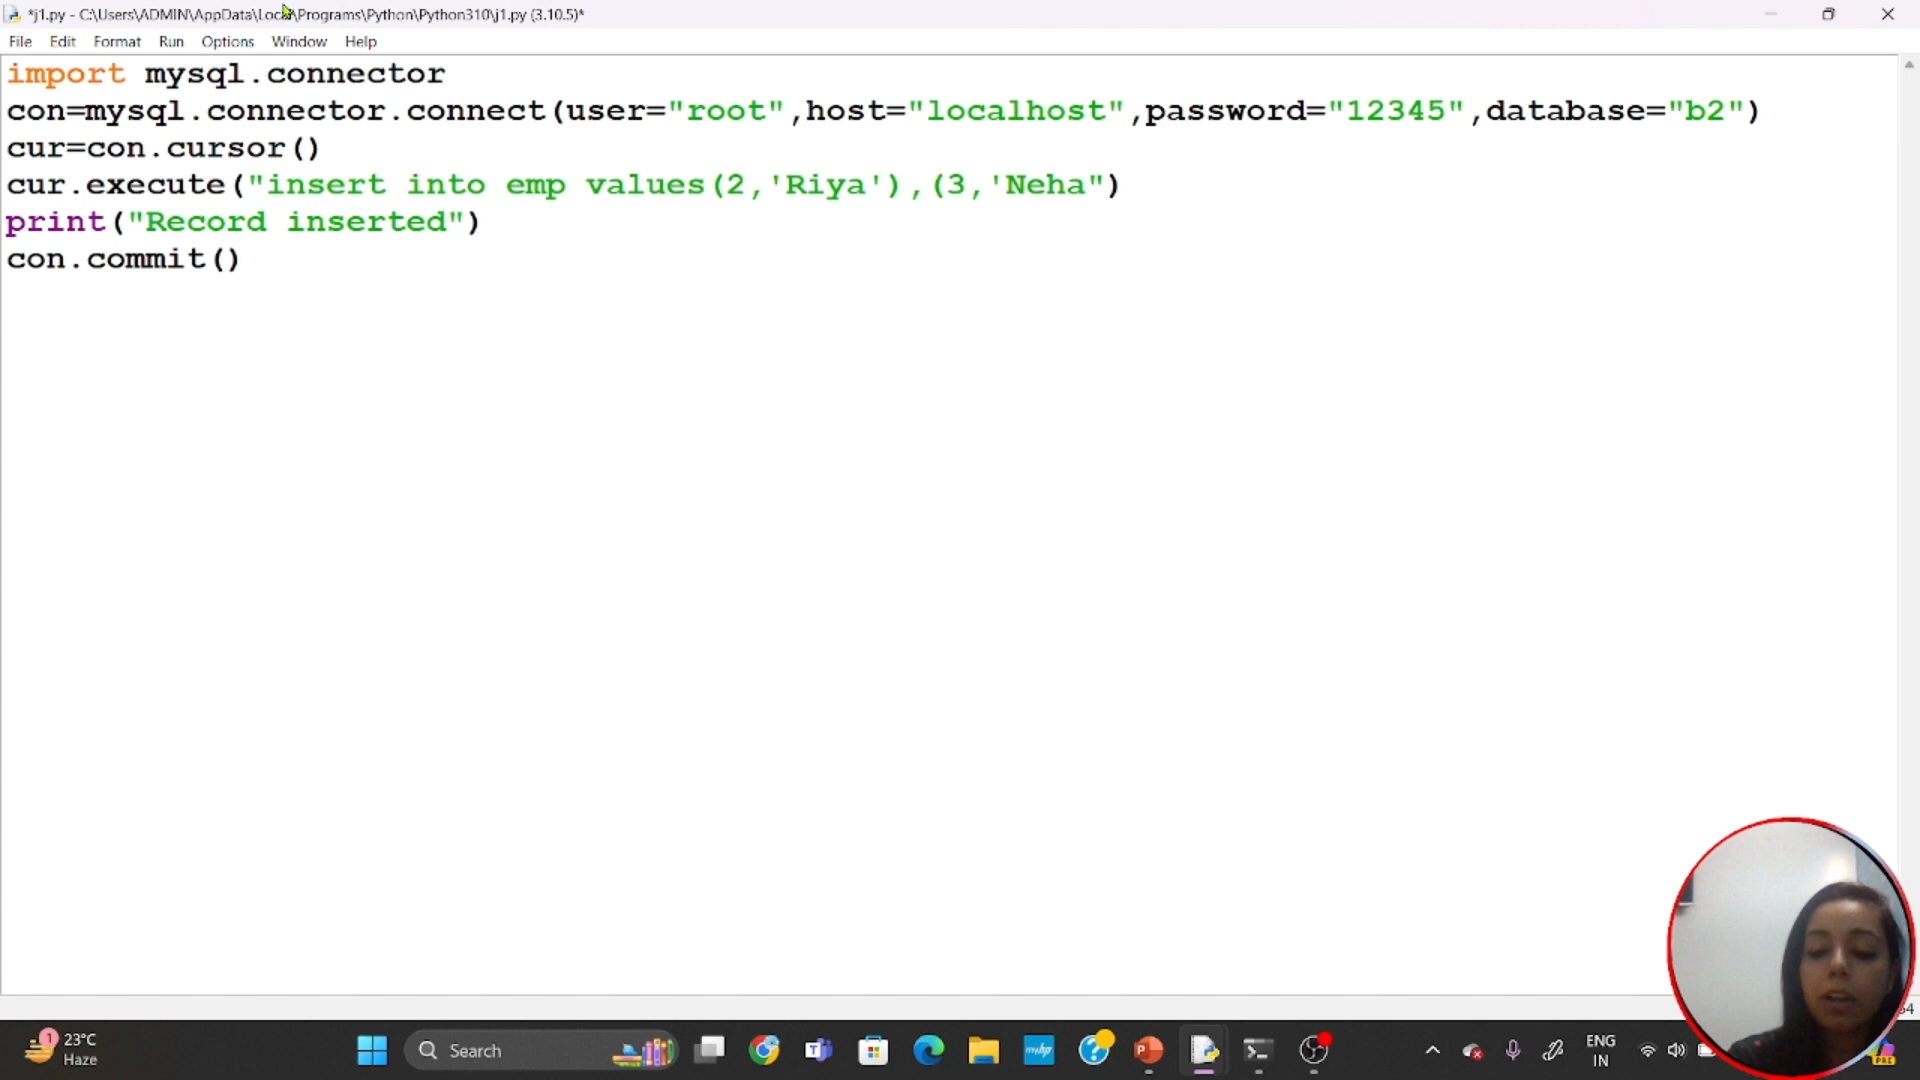 *j1.py - C:\Users\ADMIN\AppData\Local\Programs\Python\Python310\j1.py (3.10.5)*
File Edit Format Run Options Window Help
import mysql.connector
con=mysql.connector.connect(user="root",host="localhost",password="12345",database="b2")
cur=con.cursor()
cur.execute("insert into emp values(2,'Riya'),(3,'Neha")
print("Record inserted")
con.commit()
1
23°C
Haze
Search
myhp
ENG
IN
PRE